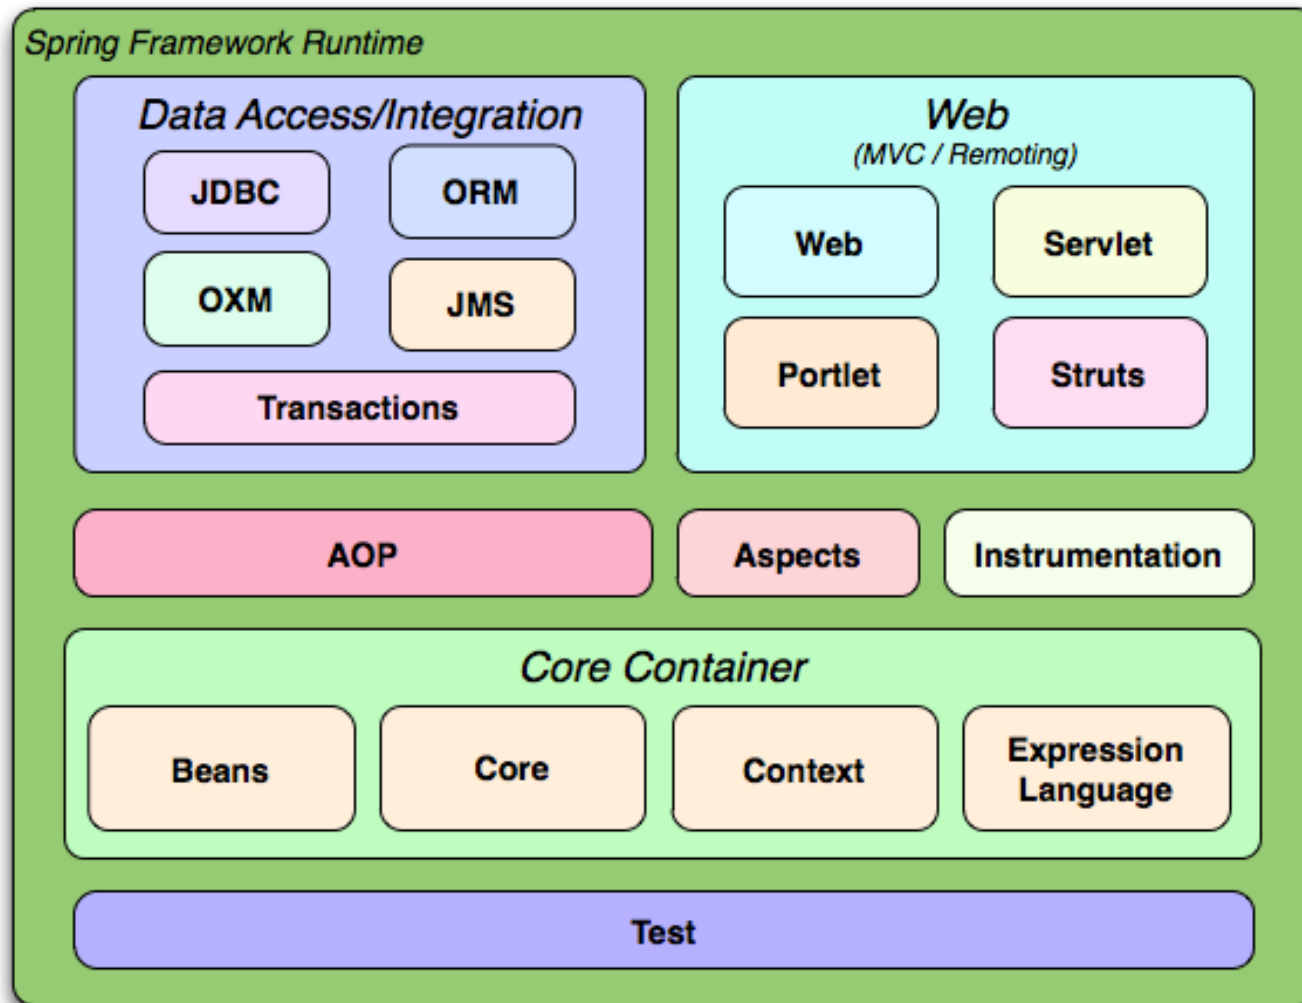 Spring Framework Runtime
Data Access/Integration
JDBC
ORM
OXM
JMS
Transactions
Web
(MVC / Remoting)
Web
Servlet
Portlet
Struts
AOP
Aspects
Instrumentation
Core Container
Beans
Core
Context
Expression
Language
Test